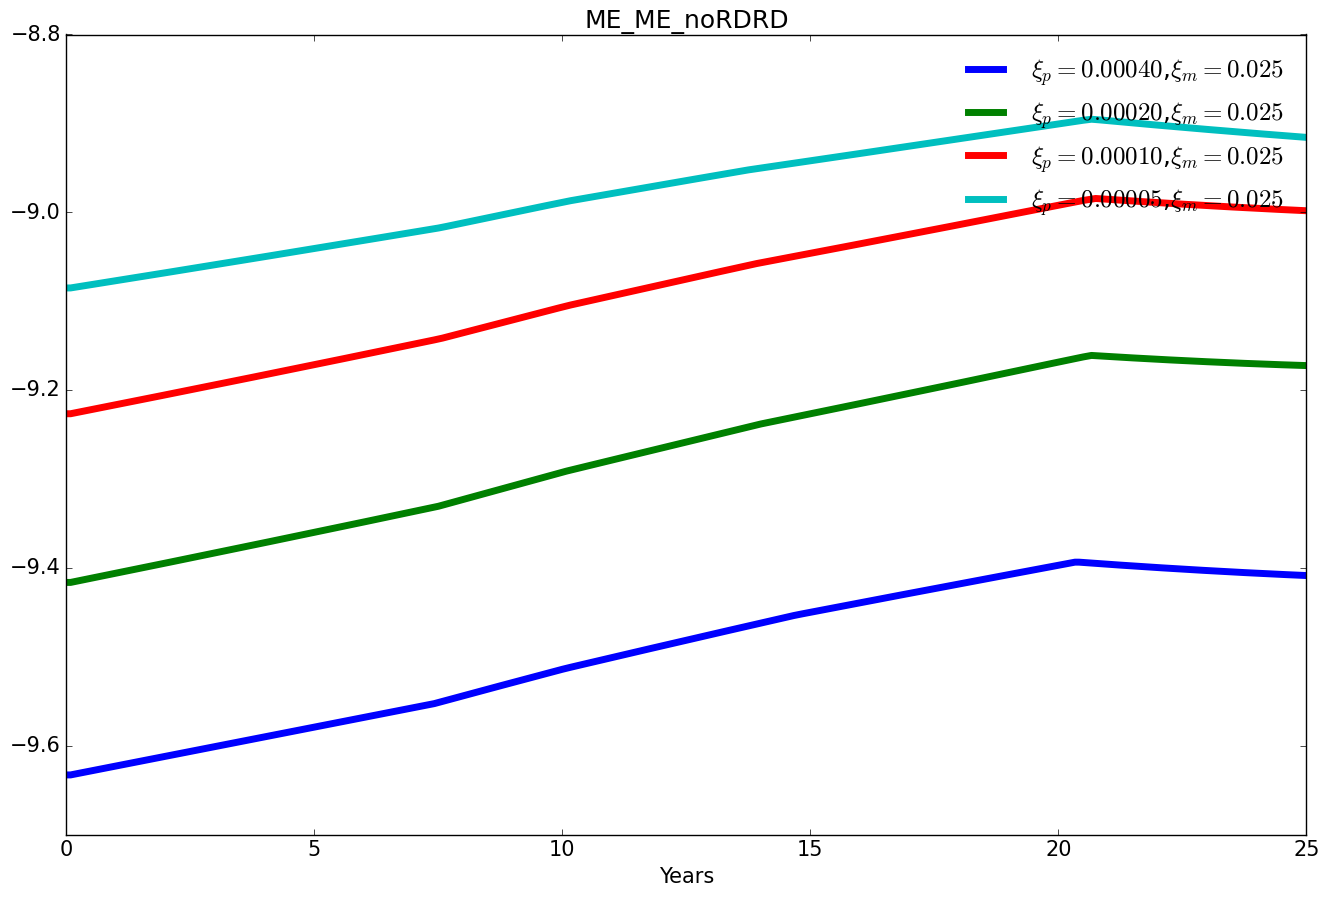 ME_ME_noRDRD
−8.8
−9.0
−9.2
−9.4
−9.6
ξp = 0.00040,ξm = 0.025
ξp = 0.00020,ξm = 0.025
ξp = 0.00010,ξm = 0.025
ξp = 0.00005,ξm = 0.025
0 5 10 15 20 25
Years